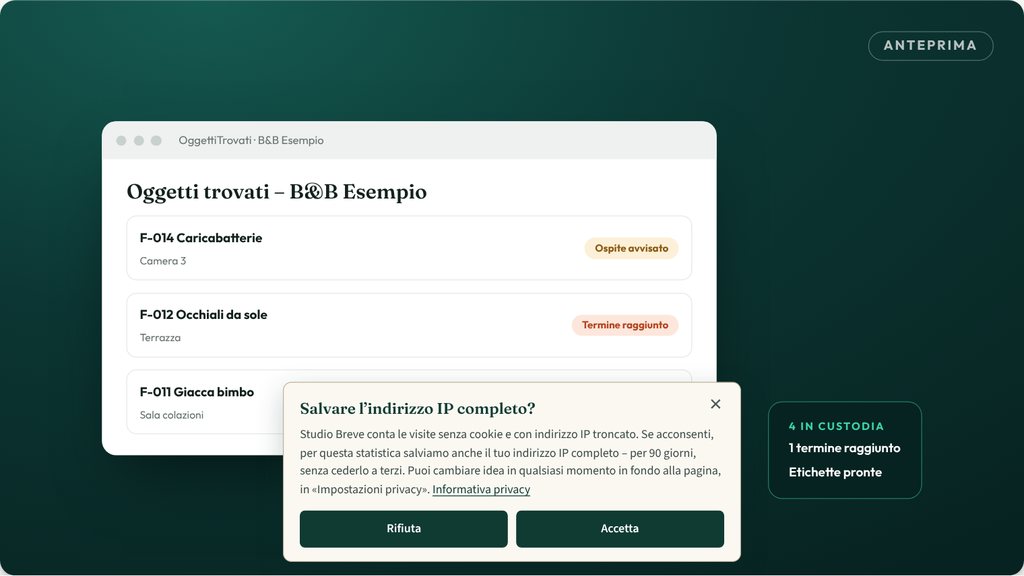 ANTEPRIMA
OggettiTrovati · B&B Esempio
Oggetti trovati – B&B Esempio
F-014 Caricabatterie
Camera 3
Ospite avvisato
F-012 Occhiali da sole
Terrazza
Termine raggiunto
F-011 Giacca bimbo
Sala colazioni
Salvare l’indirizzo IP completo?
Studio Breve conta le visite senza cookie e con indirizzo IP troncato. Se acconsenti,
per questa statistica salviamo anche il tuo indirizzo IP completo – per 90 giorni,
senza cederlo a terzi. Puoi cambiare idea in qualsiasi momento in fondo alla pagina,
in «Impostazioni privacy». Informativa privacy
Rifiuta
Accetta
4 IN CUSTODIA
1 termine raggiunto
Etichette pronte